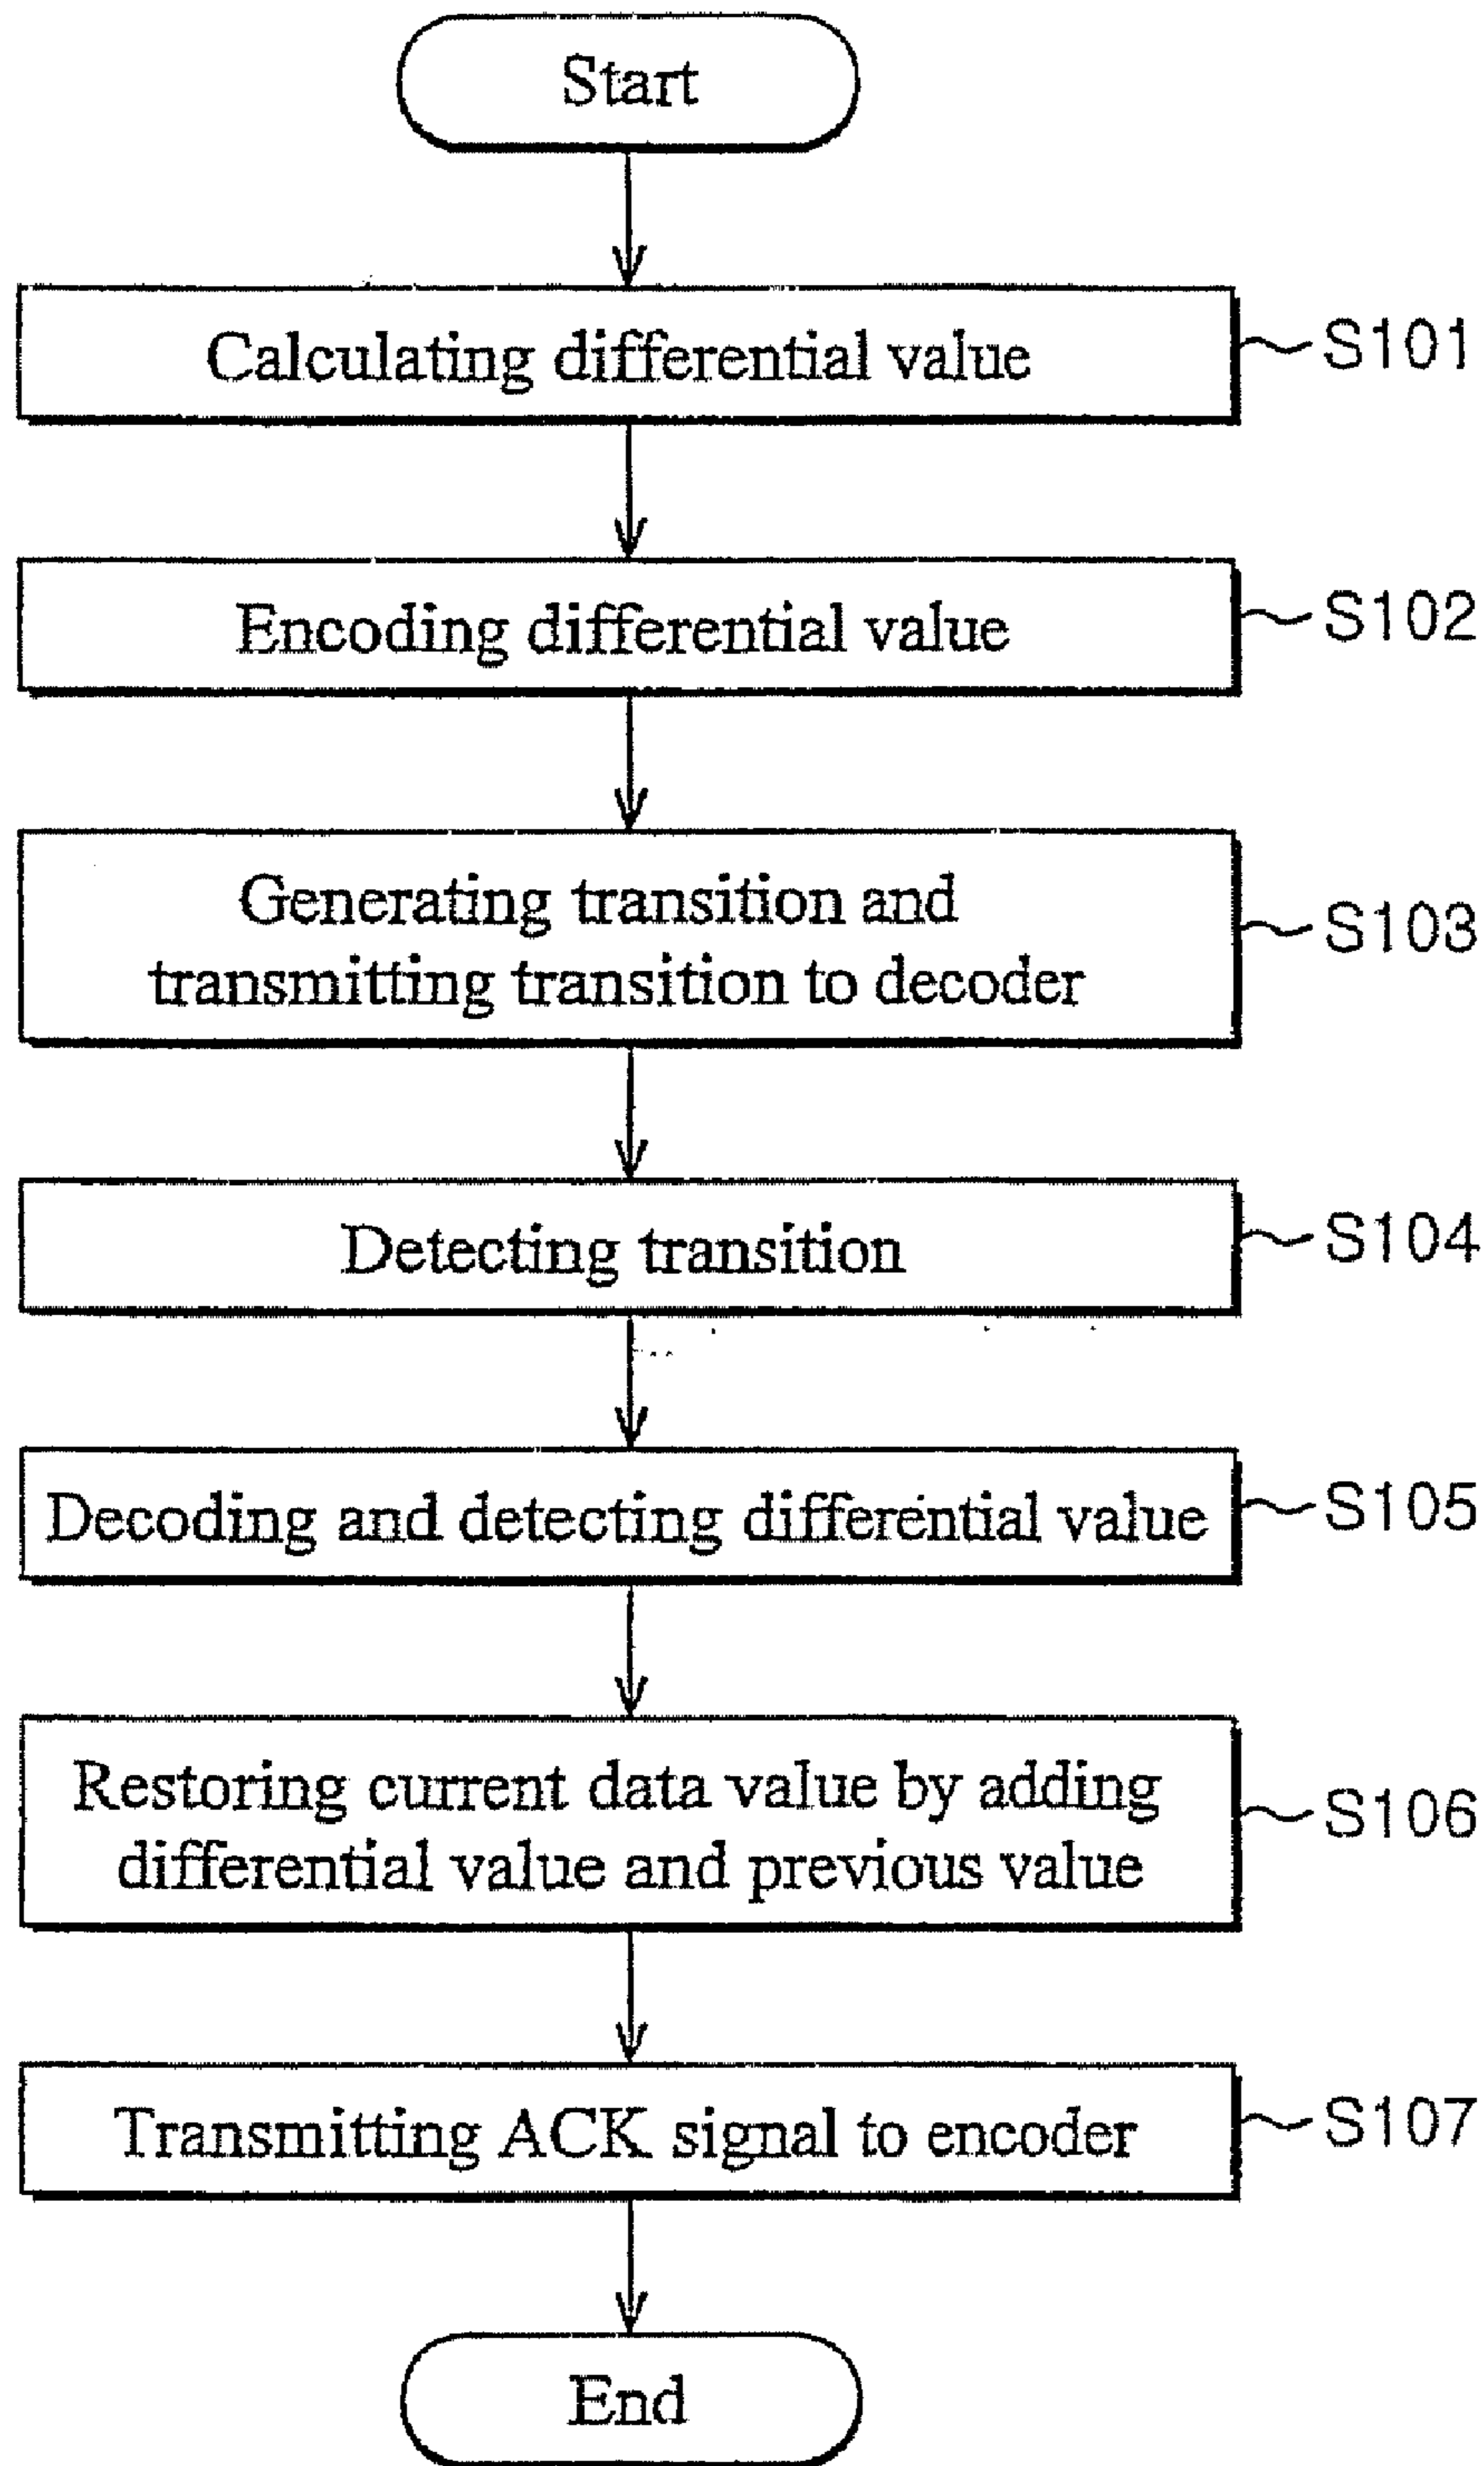 Start
Calculating differential value
S101
Encoding differential value
S102
Generating transition and
transmitting transition to decoder
S103
Detecting transition
S104
Decoding and detecting differential value
S105
Restoring current data value by adding
differential value and previous value
S106
Transmitting ACK signal to encoder
S107
End